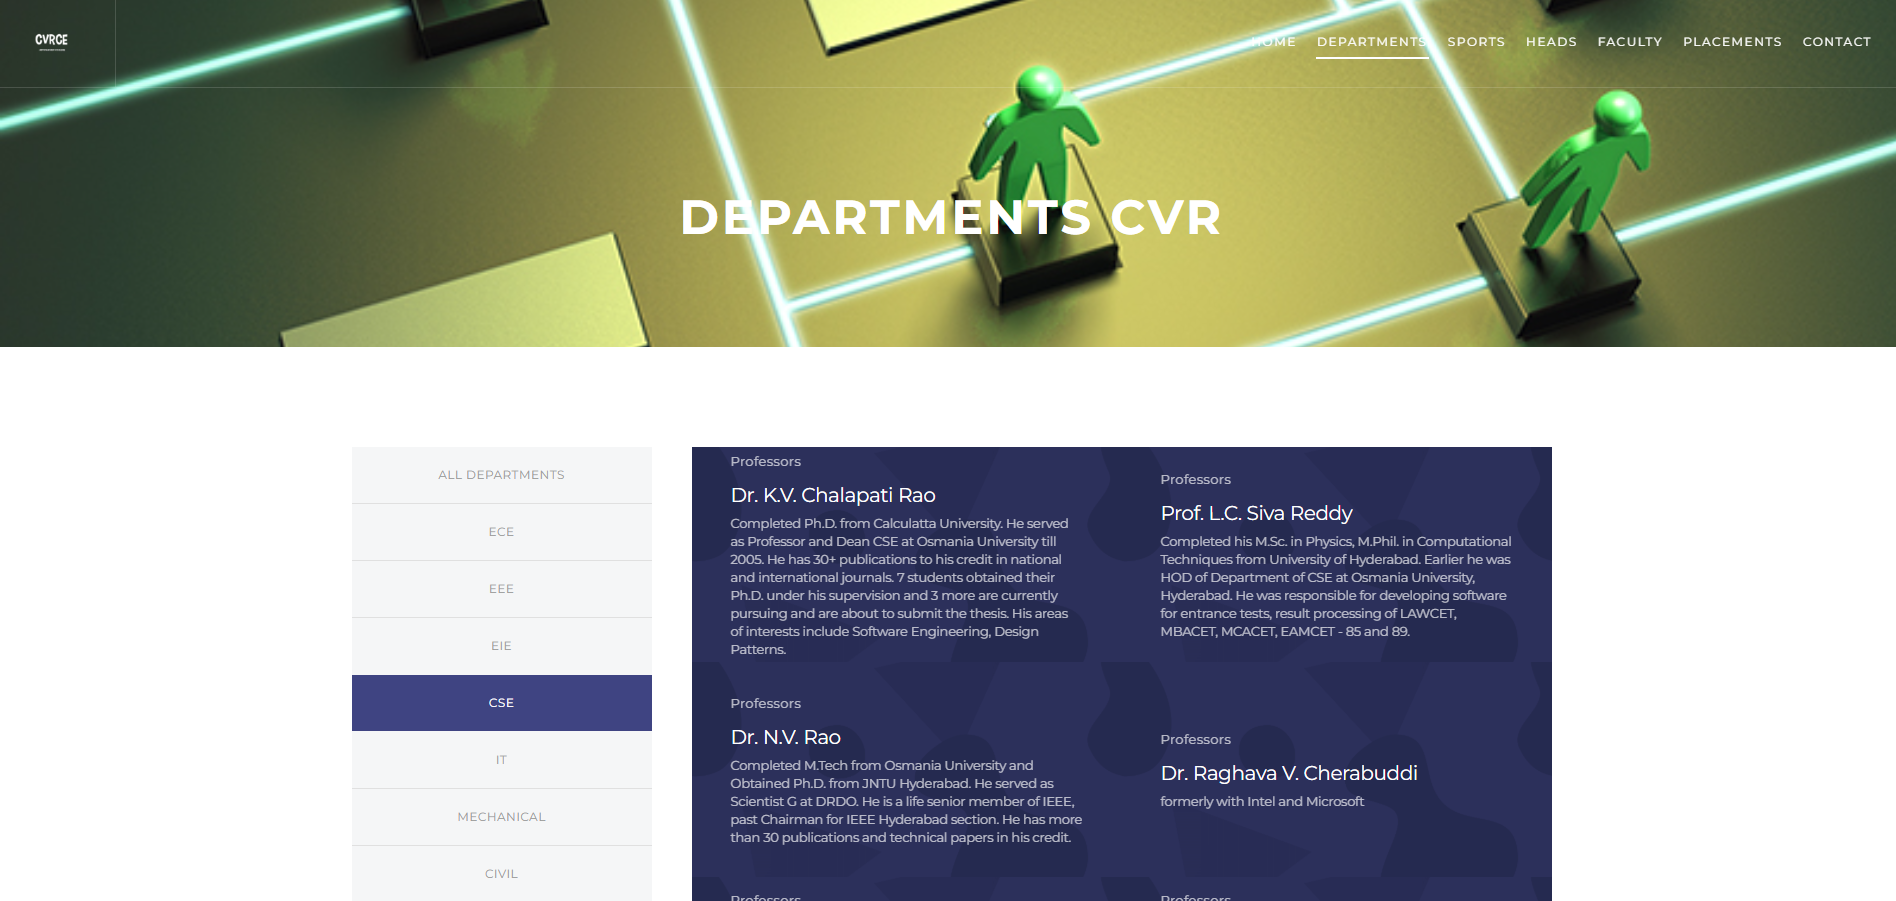 CVRCE
HOME DEPARTMENTS SPORTS HEADS FACULTY PLACEMENTS CONTACT
DEPARTMENTS CVR
ALL DEPARTMENTS
ECE
EEE
EIE
CSE
IT
MECHANICAL
CIVIL
Professors
Dr. K.V. Chalapati Rao
Completed Ph.D. from Calculatta University. He served
as Professor and Dean CSE at Osmania University till
2005. He has 30+ publications to his credit in national
and international journals. 7 students obtained their
Ph.D. under his supervision and 3 more are currently
pursuing and are about to submit the thesis. His areas
of interests include Software Engineering, Design
Patterns.
Professors
Prof. L.C. Siva Reddy
Completed his M.Sc. in Physics, M.Phil. in Computational
Techniques from University of Hyderabad. Earlier he was
HOD of Department of CSE at Osmania University,
Hyderabad. He was responsible for developing software
for entrance tests, result processing of LAWCET,
MBACET, MCACET, EAMCET - 85 and 89.
Professors
Dr. N.V. Rao
Completed M.Tech from Osmania University and
Obtained Ph.D. from JNTU Hyderabad. He served as
Scientist G at DRDO. He is a life senior member of IEEE,
past Chairman for IEEE Hyderabad section. He has more
than 30 publications and technical papers in his credit.
Professors
Dr. Raghava V. Cherabuddi
formerly with Intel and Microsoft
Professors
Professors